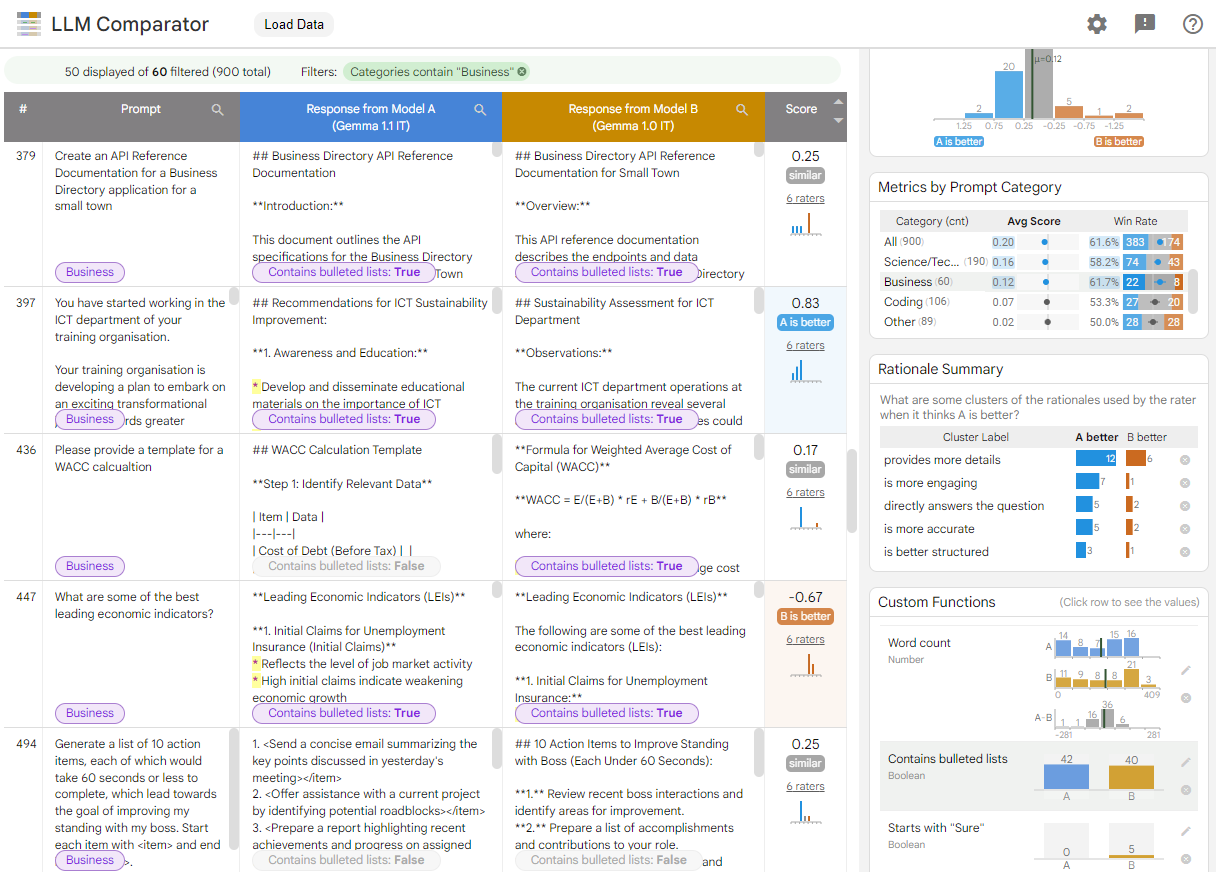 LLM Comparator
Load Data
50 displayed of 60 filtered (900 total)
Filters:
Categories contain "Business"
#
Prompt
Response from Model A
(Gemma 1.1 IT)
Response from Model B
(Gemma 1.0 IT)
Score
379
Create an API Reference
Documentation for a Business
Directory application for a
small town
Business
## Business Directory API Reference
Documentation
**Introduction:**
This document outlines the API
specifications for the Business Directory
Town
Contains bulleted lists: True
## Business Directory API Reference
Documentation for Small Town
**Overview:**
This API reference documentation
describes the endpoints and data
Directory
Contains bulleted lists: True
0.25
similar
6 raters
397
You have started working in the
ICT department of your
training organisation.
Your training organisation is
developing a plan to embark on
an exciting transformational
rds greater
Business
## Recommendations for ICT Sustainability
Improvement:
**1. Awareness and Education:**
* Develop and disseminate educational
materials on the importance of ICT
Contains bulleted lists: True
## Sustainability Assessment for ICT
Department
**Observations:**
The current ICT department operations at
the training organisation reveal several
es could
Contains bulleted lists: True
0.83
A is better
6 raters
436
Please provide a template for a
WACC calcualtion
Business
## WACC Calculation Template
**Step 1: Identify Relevant Data**
| Item | Data |
|---|---|
| Cost of Debt (Before Tax) | |
Contains bulleted lists: False
**Formula for Weighted Average Cost of
Capital (WACC)**
**WACC = E/(E+B) * rE + B/(E+B) * rB**
where:
ge cost
Contains bulleted lists: True
0.17
similar
6 raters
447
What are some of the best
leading economic indicators?
Business
**Leading Economic Indicators (LEIs)**
**1. Initial Claims for Unemployment
Insurance (Initial Claims)**
* Reflects the level of job market activity
* High initial claims indicate weakening
economic growth
Contains bulleted lists: True
**Leading Economic Indicators (LEIs)**
The following are some of the best leading
economic indicators (LEIs):
**1. Initial Claims for Unemployment
Insurance:**
Contains bulleted lists: True
-0.67
B is better
6 raters
494
Generate a list of 10 action
items, each of which would
take 60 seconds or less to
complete, which lead towards
the goal of improving my
standing with my boss. Start
each item with <item> and end
>.
Business
1. <Send a concise email summarizing the
key points discussed in yesterday's
meeting></item>
2. <Offer assistance with a current project
by identifying potential roadblocks></item>
3. <Prepare a report highlighting recent
achievements and progress on assigned
Contains bulleted lists: False
## 10 Action Items to Improve Standing
with Boss (Each Under 60 Seconds):
**1.** Review recent boss interactions and
identify areas for improvement.
**2.** Prepare a list of accomplishments
and contributions to your role.
and
Contains bulleted lists: False
0.25
similar
6 raters
μ=0.12
2
20
5
1
2
1.25 0.75 0.25 -0.25 -0.75 -1.25
A is better
B is better
Metrics by Prompt Category
Category (cnt) Avg Score Win Rate
All (900) 0.20 61.6% 383 174
Science/Tec... (190) 0.16 58.2% 74 43
Business (60) 0.12 61.7% 22 8
Coding (106) 0.07 53.3% 27 20
Other (89) 0.02 50.0% 28 28
Rationale Summary
What are some clusters of the rationales used by the rater
when it thinks A is better?
Cluster Label A better B better
provides more details 12 6
is more engaging 7 1
directly answers the question 5 2
is more accurate 5 2
is better structured 3 1
Custom Functions
(Click row to see the values)
Word count
Number
A
14 8 7 15 16
B
11 9 8 8 21 3
0 409
A-B
1 1 16 36 6
-281 281
Contains bulleted lists
Boolean
42 40
A B
Starts with "Sure"
Boolean
0 5
A B